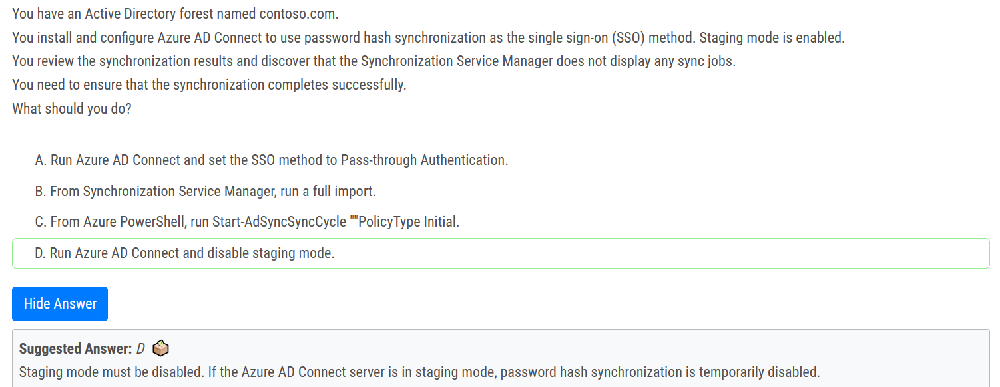 You have an Active Directory forest named contoso.com.
You install and configure Azure AD Connect to use password hash synchronization as the single sign-on (SSO) method. Staging mode is enabled.
You review the synchronization results and discover that the Synchronization Service Manager does not display any sync jobs.
You need to ensure that the synchronization completes successfully.
What should you do?
A. Run Azure AD Connect and set the SSO method to Pass-through Authentication.
B. From Synchronization Service Manager, run a full import.
C. From Azure PowerShell, run Start-AdSyncSyncCycle ""PolicyType Initial.
D. Run Azure AD Connect and disable staging mode.
Hide Answer
Suggested Answer: D
Staging mode must be disabled. If the Azure AD Connect server is in staging mode, password hash synchronization is temporarily disabled.